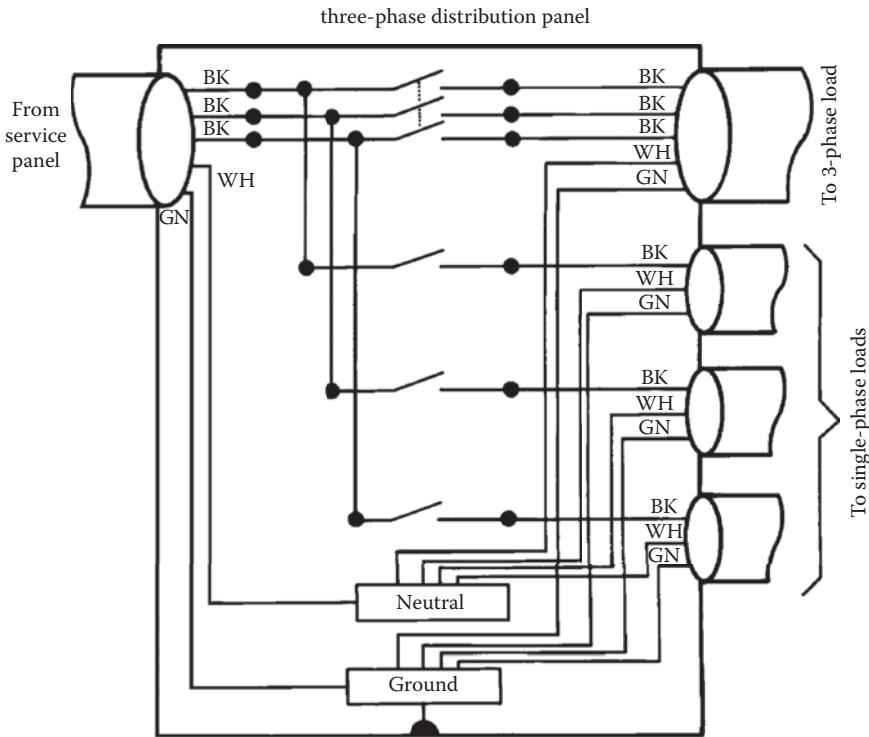 three-phase distribution panel
From
service
panel
BK
BK
BK
WH
GN
BK
BK
BK
WH
GN
To 3-phase load
BK
WH
GN
BK
WH
GN
BK
WH
GN
To single-phase loads
Neutral
Ground